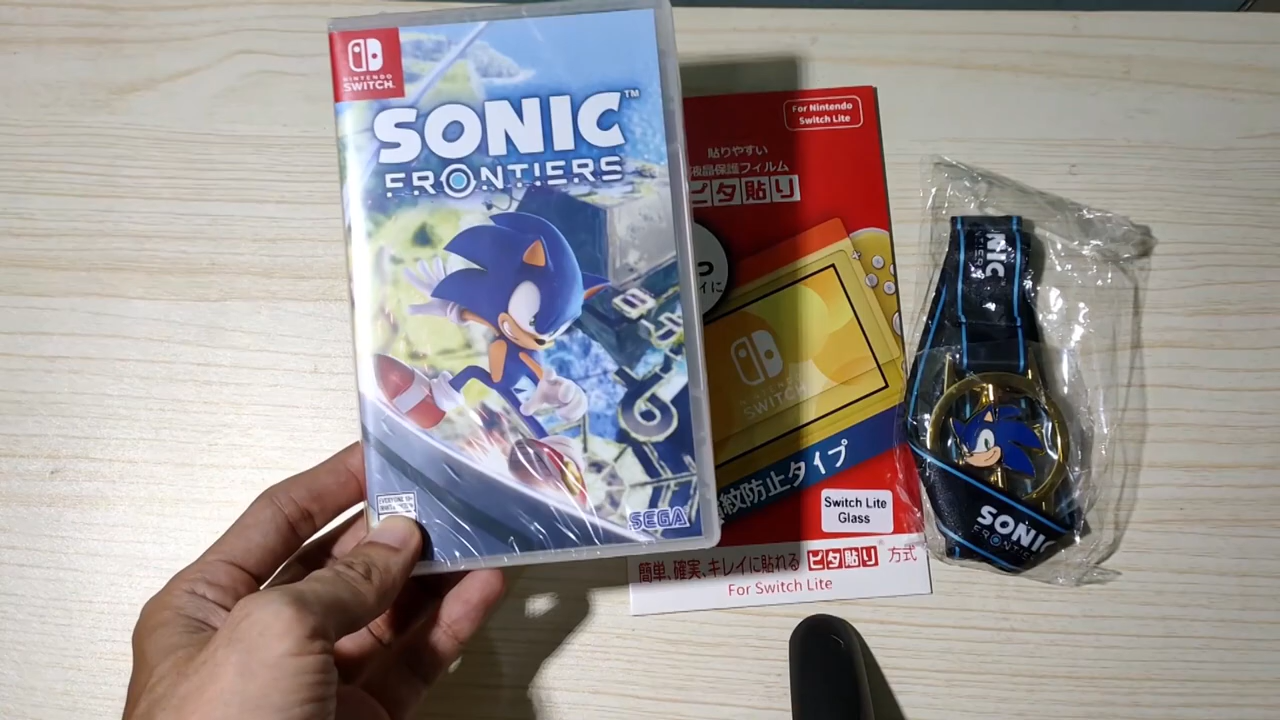 NINTENDO
SWITCH
SONIC™
FRONTIERS
SEGA
For Nintendo
Switch Lite
貼りやすい
液晶保護フィルム
ピタ貼り
イに
NINTENDO
SWITCH
紋防止タイプ
Switch Lite
Glass
簡単、確実、キレイに貼れる ピタ貼り® 方式
For Switch Lite
SONIC
FRONTIERS